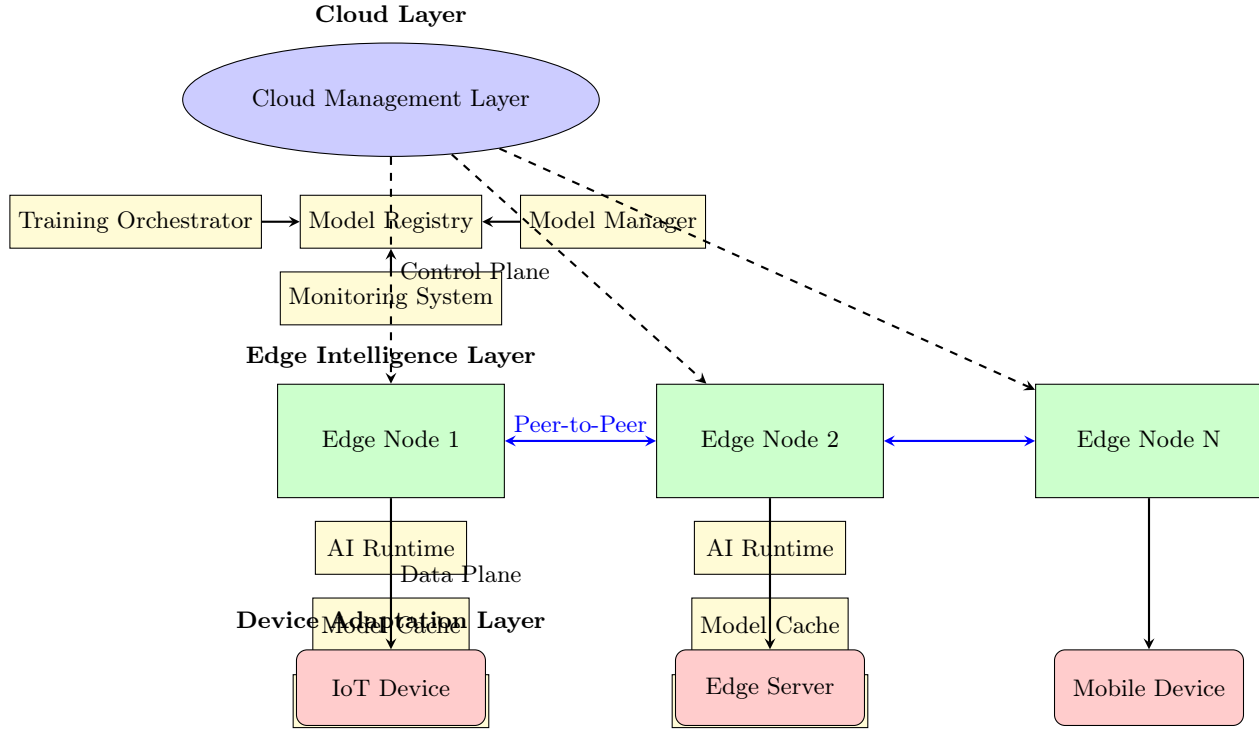 Cloud Layer
Cloud Management Layer
Training Orchestrator
Model Registry
Model Manager
Control Plane
Monitoring System
Edge Intelligence Layer
Edge Node 1
Peer-to-Peer
Edge Node 2
Edge Node N
AI Runtime
AI Runtime
Data Plane
Device Adaptation Layer
Model Cache
Model Cache
IoT Device
Edge Server
Mobile Device